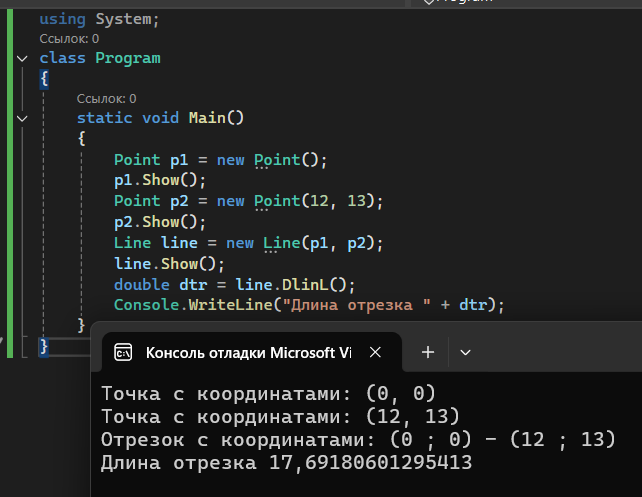 Program
using System;
Ссылок: 0
class Program
{
Ссылок: 0
static void Main()
{
Point p1 = new Point();
p1.Show();
Point p2 = new Point(12, 13);
p2.Show();
Line line = new Line(p1, p2);
line.Show();
double dtr = line.DlinL();
Console.WriteLine("Длина отрезка " + dtr);
}
}
Консоль отладки Microsoft Vi
Точка с координатами: (0, 0)
Точка с координатами: (12, 13)
Отрезок с координатами: (0 ; 0) - (12 ; 13)
Длина отрезка 17,69180601295413